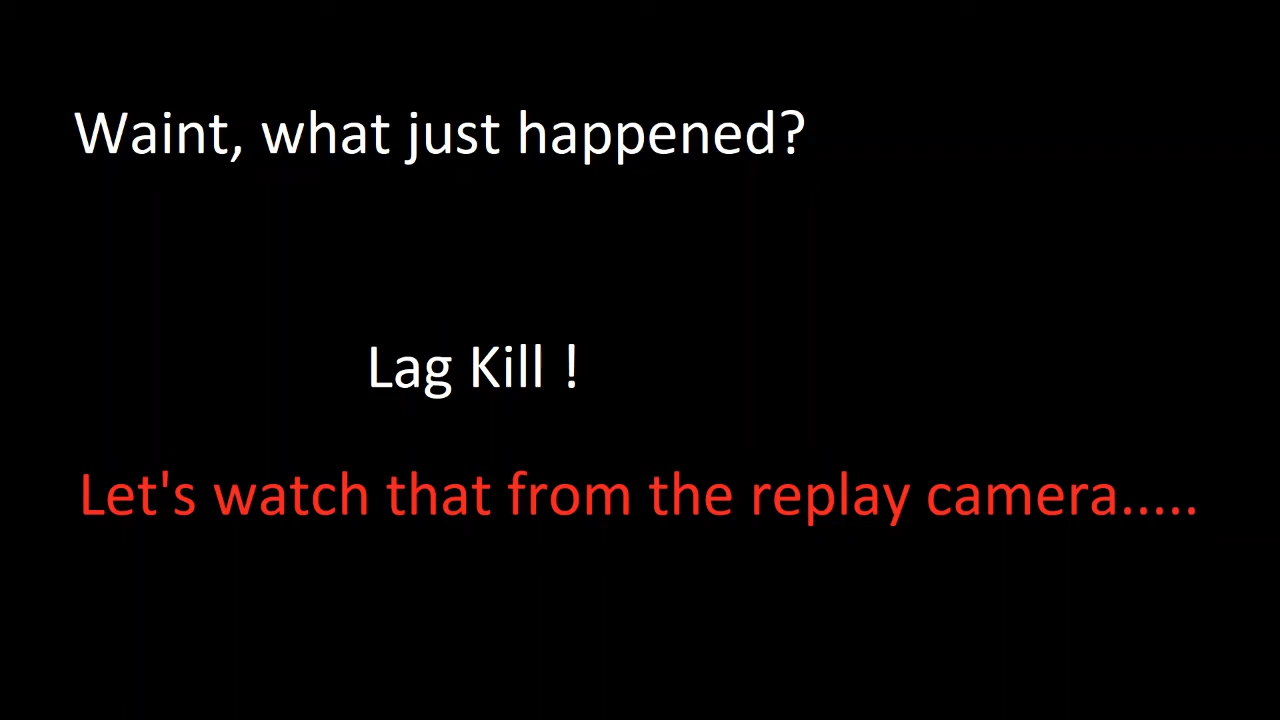 Waint, what just happened?
Lag Kill !
Let's watch that from the replay camera.....